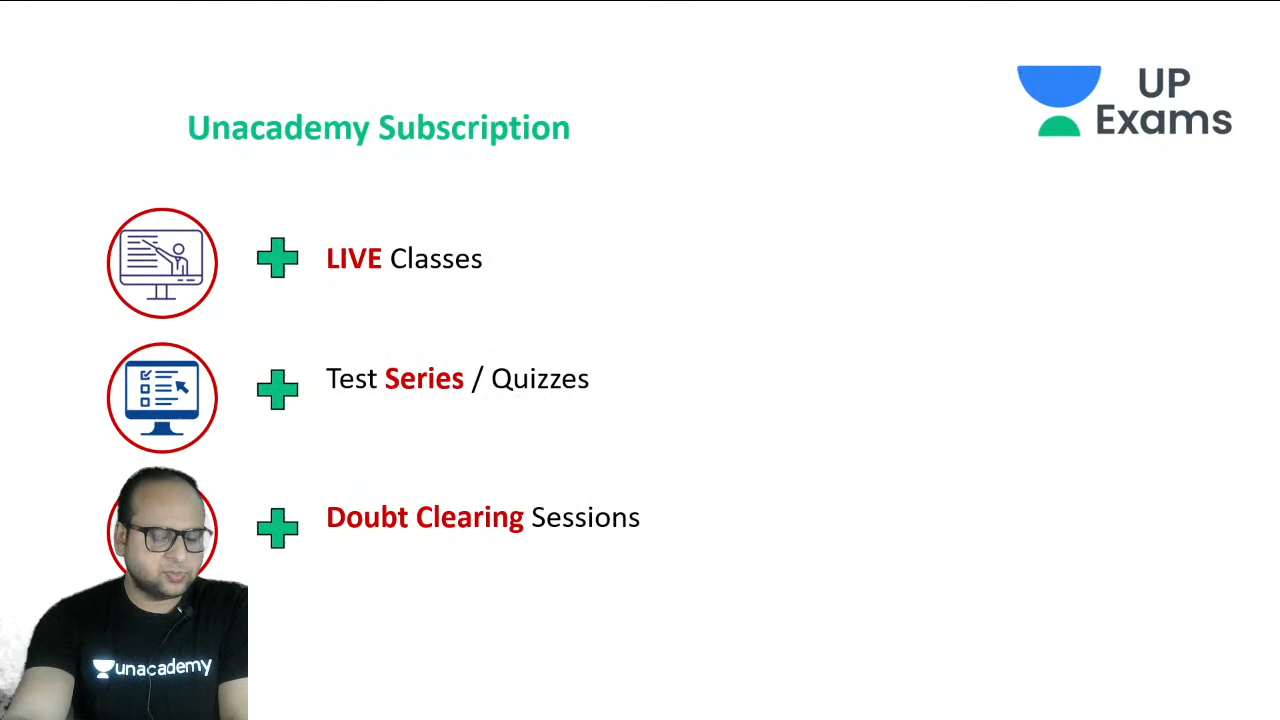 UP
Exams
Unacademy Subscription
LIVE Classes
Test Series / Quizzes
Doubt Clearing Sessions
unacademy